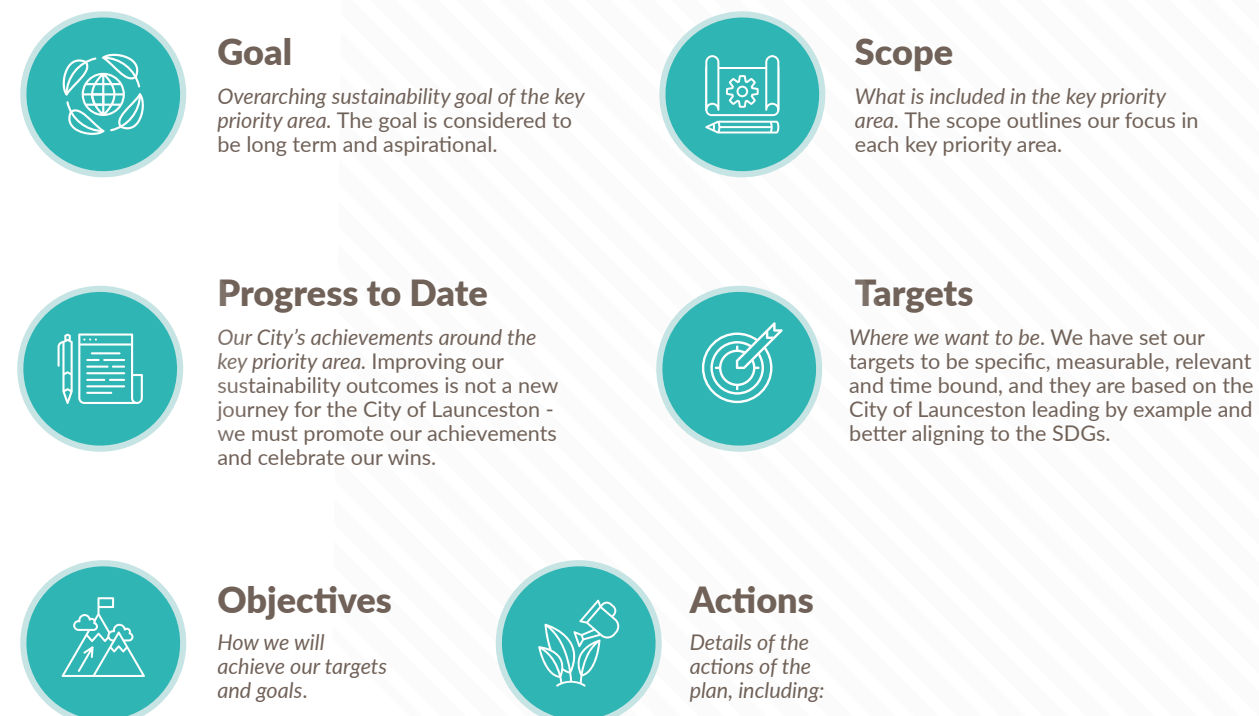 Goal
Overarching sustainability goal of the key
priority area. The goal is considered to
be long term and aspirational.
Scope
What is included in the key priority
area. The scope outlines our focus in
each key priority area.
Progress to Date
Our City's achievements around the
key priority area. Improving our
sustainability outcomes is not a new
journey for the City of Launceston -
we must promote our achievements
and celebrate our wins.
Targets
Where we want to be. We have set our
targets to be specific, measurable, relevant
and time bound, and they are based on the
City of Launceston leading by example and
better aligning to the SDGs.
Objectives
How we will
achieve our targets
and goals.
Actions
Details of the
actions of the
plan, including: